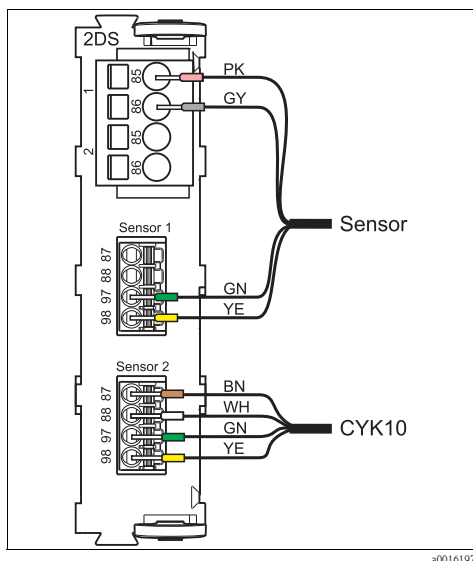 2DS
1
85
PK
86
GY
2
85
86
Sensor
Sensor 1
87
88
97
GN
98
YE
Sensor 2
87
BN
88
WH
97
GN
98
YE
CYK10
a0016197